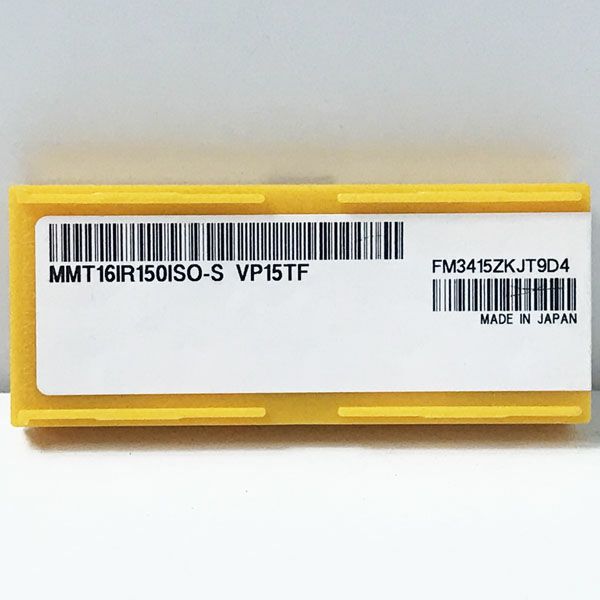 MMT16IR150ISO-S VP15TF
FM3415ZKJT9D4
MADE IN JAPAN